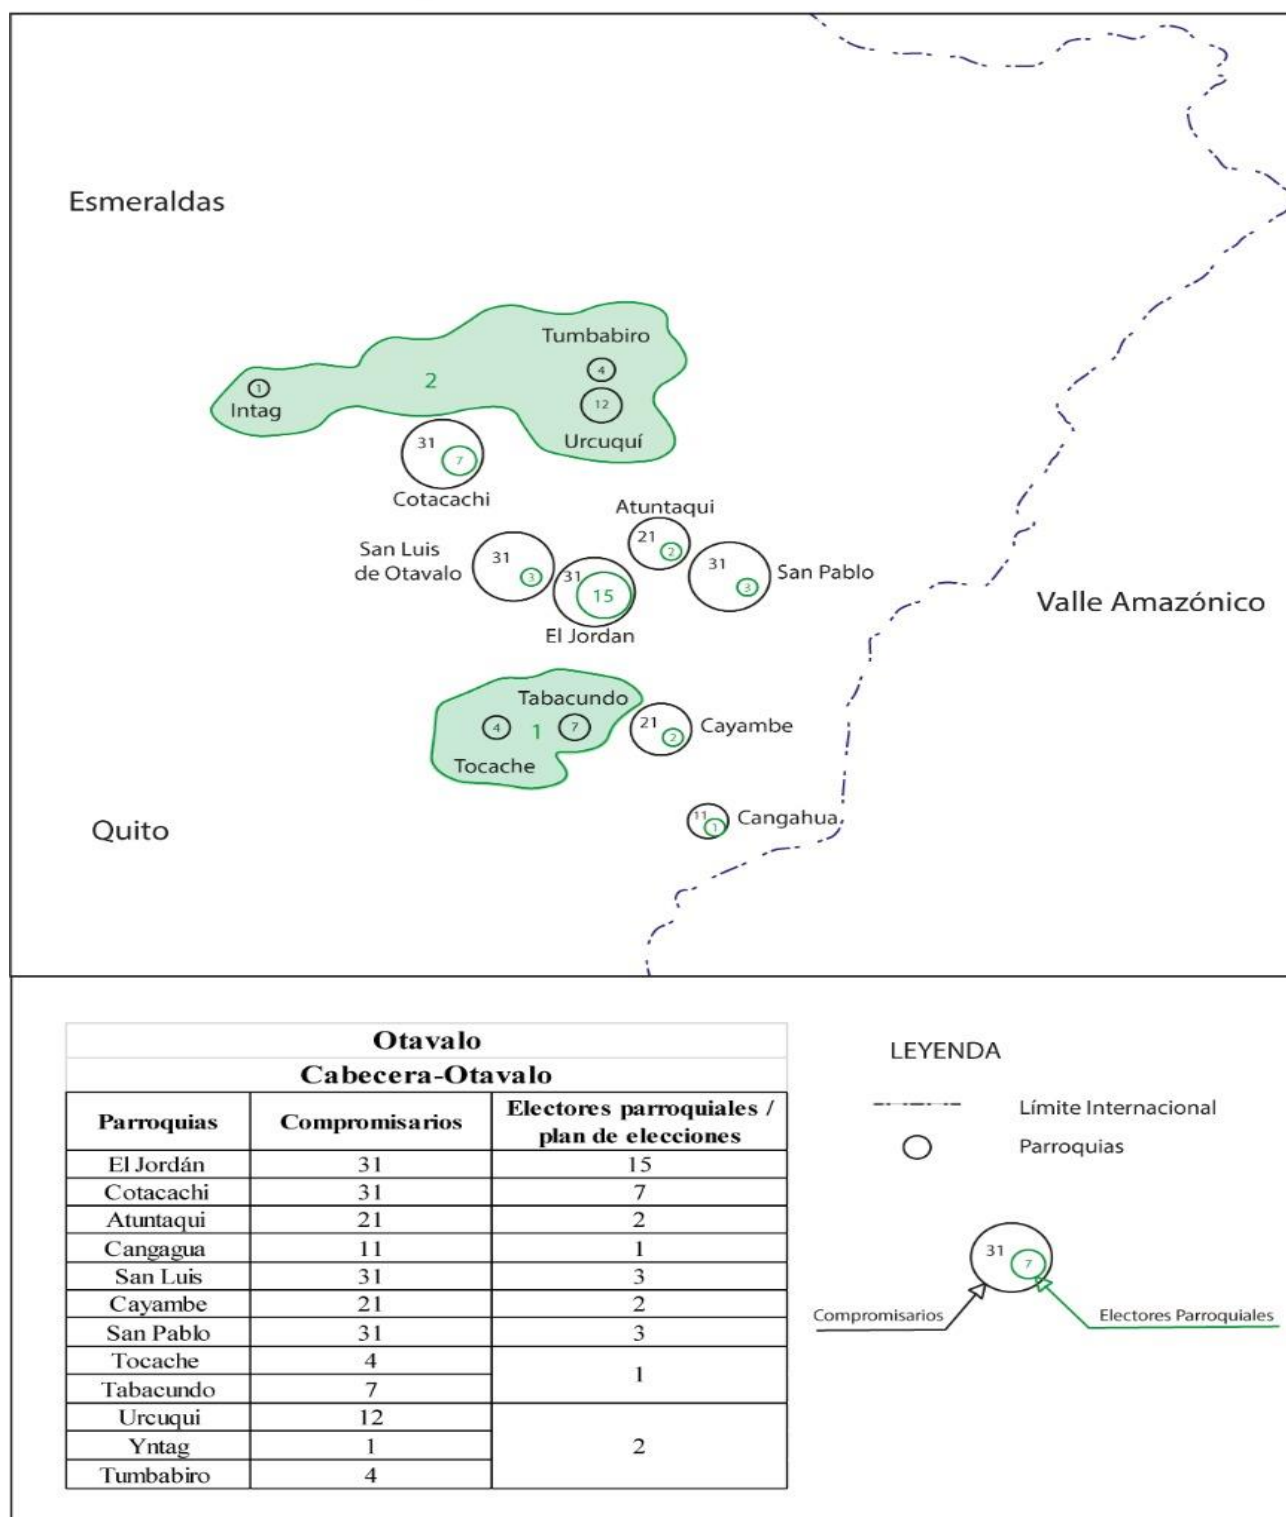 Esmeraldas
Tumbabiro
4
2
1
12
Intag
Urcuquí
31
7
Cotacachi
Atuntaqui
21
2
San Luis
de Otavalo
31
3
31
15
El Jordan
31
3
San Pablo
Valle Amazónico
Tabacundo
4
1
7
Tocache
21
2
Cayambe
11
1
Cangahua
Quito
Otavalo
Cabecera-Otavalo
Parroquias Compromisarios Electores parroquiales / plan de elecciones
El Jordán 31 15
Cotacachi 31 7
Atuntaqui 21 2
Cangagua 11 1
San Luis 31 3
Cayambe 21 2
San Pablo 31 3
Tocache 4 1
Tabacundo 7
Urcuqui 12 2
Yntag 1
Tumbabiro 4
LEYENDA
Límite Internacional
Parroquias
31
7
Compromisarios
Electores Parroquiales